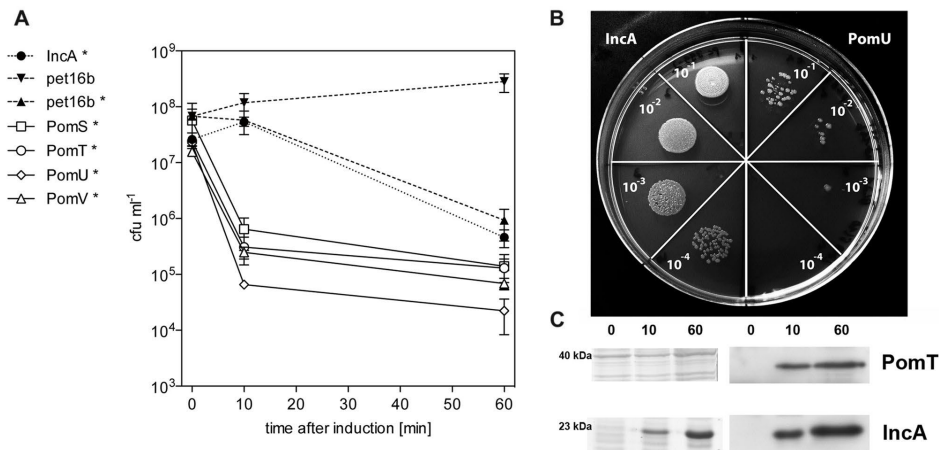 A
IncA *
pet16b
pet16b *
PomS *
PomT *
PomU *
PomV *
10⁹
10⁸
10⁷
10⁶
10⁵
10⁴
10³
cfu ml⁻¹
0 10 20 30 40 50 60
time after induction [min]
B
IncA PomU
10⁻¹ 10⁻¹
10⁻² 10⁻²
10⁻³ 10⁻³
10⁻⁴ 10⁻⁴
C
0 10 60 0 10 60
40 kDa PomT
23 kDa IncA